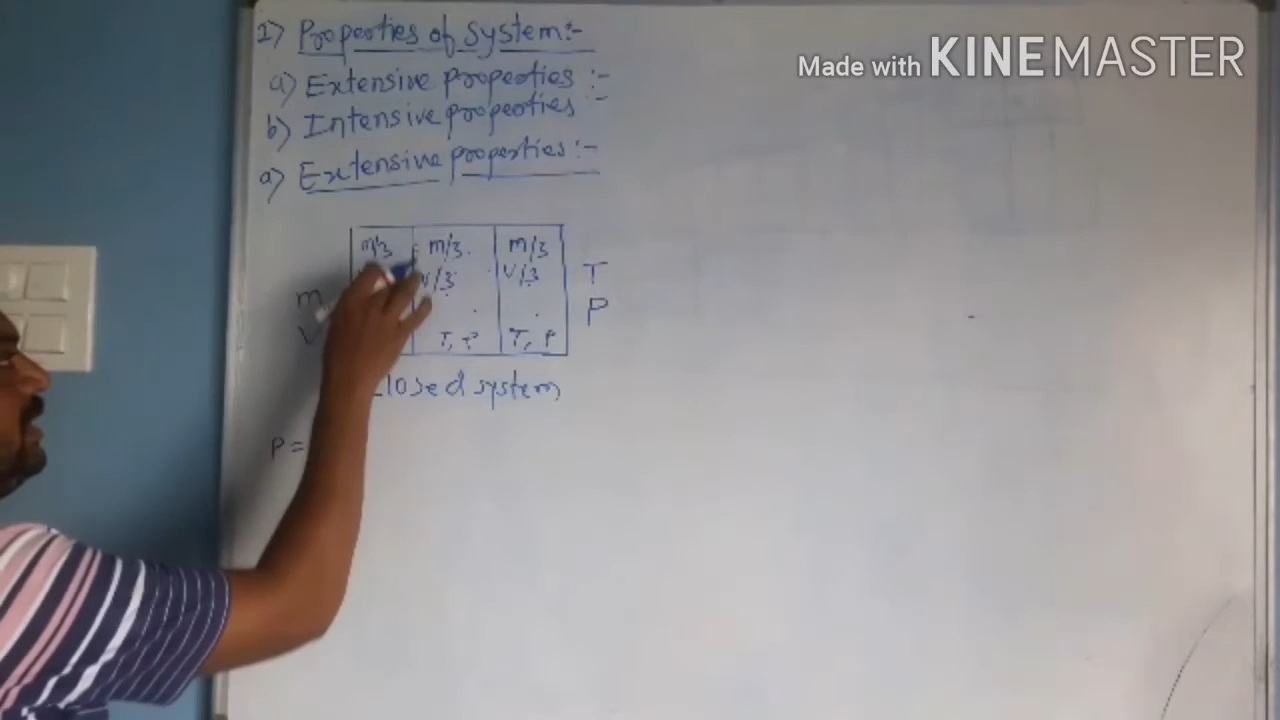 1) Properties of system:-
a) Extensive properties :-
b) Intensive properties :-
a) Extensive properties :-
m/3 m/3 m/3
V/3 V/3 T
m P
V T, P T, P
closed system
P =
Made with KINEMASTER